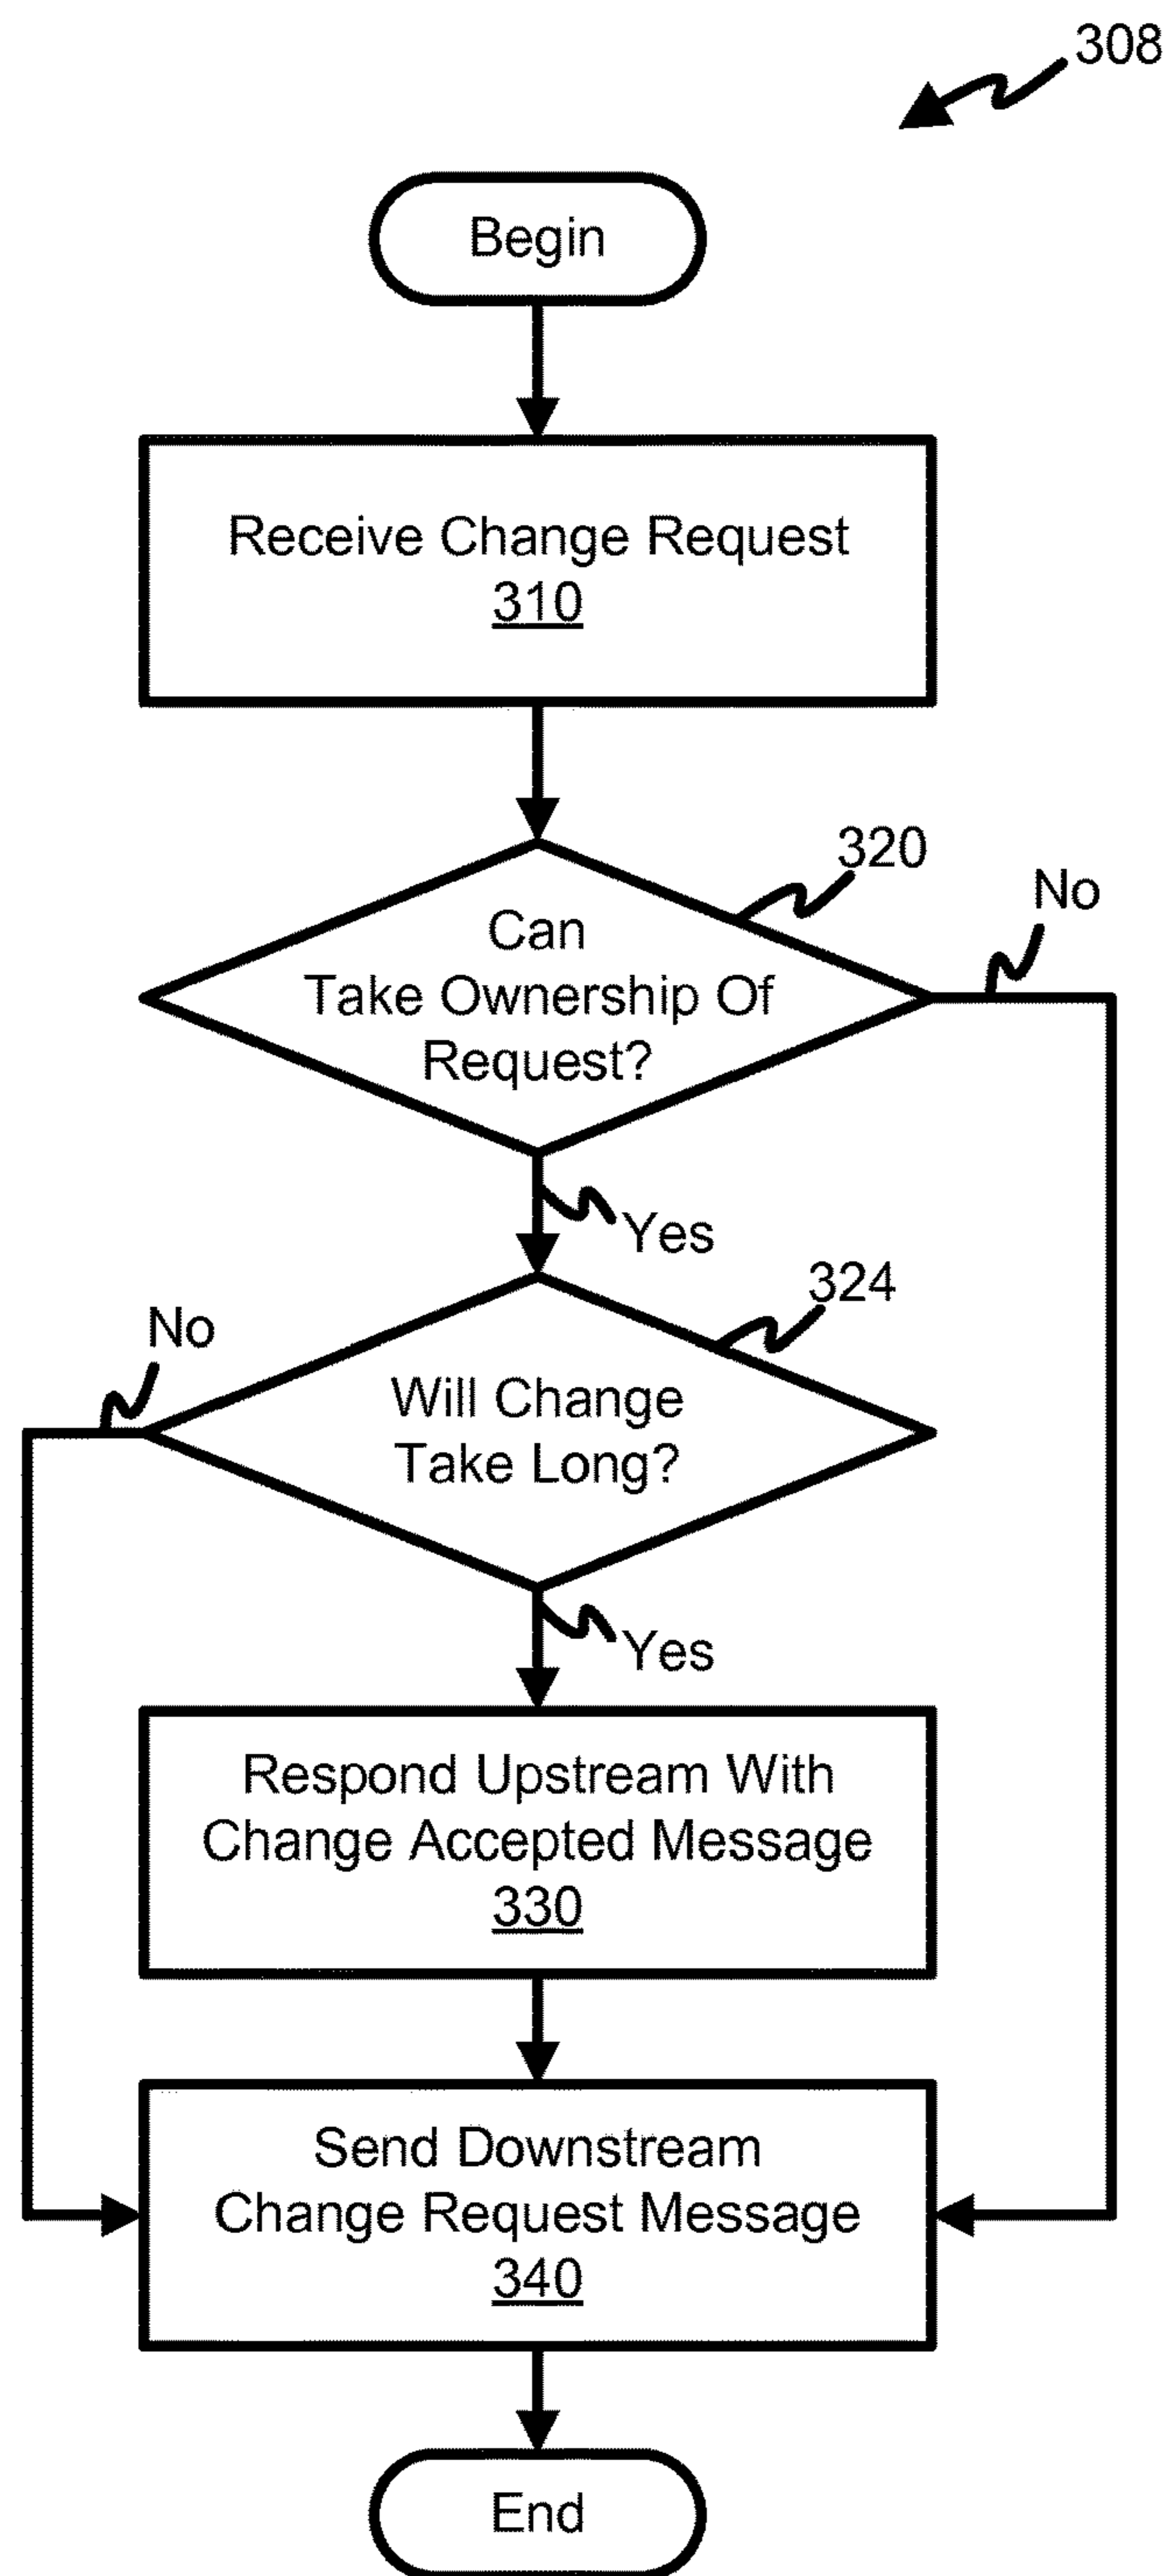 308
Begin
Receive Change Request
310
320
No
Can
Take Ownership Of
Request?
Yes
324
No
Will Change
Take Long?
Yes
Respond Upstream With
Change Accepted Message
330
Send Downstream
Change Request Message
340
End